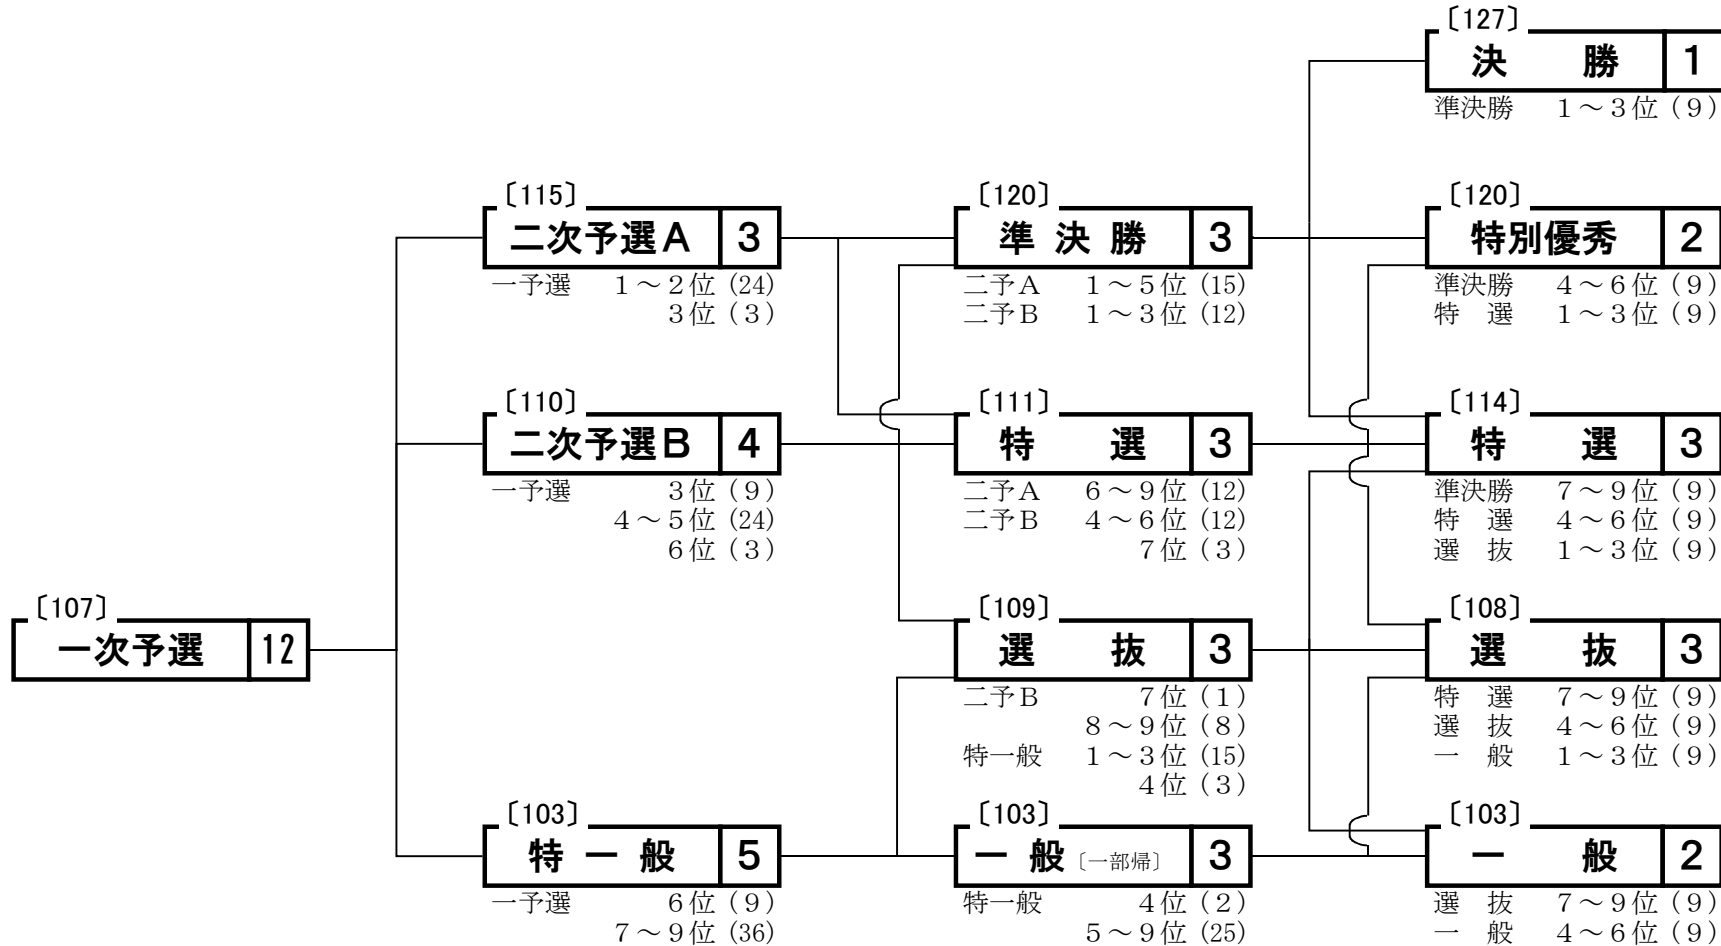 〔107〕
一次予選 12
〔115〕
二次予選A 3
一予選 1～2位 (24)
3位 (3)
〔110〕
二次予選B 4
一予選 3位 (9)
4～5位 (24)
6位 (3)
〔103〕
特一般 5
一予選 6位 (9)
7～9位 (36)
〔120〕
準決勝 3
二予A 1～5位 (15)
二予B 1～3位 (12)
〔111〕
特選 3
二予A 6～9位 (12)
二予B 4～6位 (12)
7位 (3)
〔109〕
選抜 3
二予B 7位 (1)
8～9位 (8)
特一般 1～3位 (15)
4位 (3)
〔103〕
一般〔一部帰〕 3
特一般 4位 (2)
5～9位 (25)
〔127〕
決勝 1
準決勝 1～3位 (9)
〔120〕
特別優秀 2
準決勝 4～6位 (9)
特選 1～3位 (9)
〔114〕
特選 3
準決勝 7～9位 (9)
特選 4～6位 (9)
選抜 1～3位 (9)
〔108〕
選抜 3
特選 7～9位 (9)
選抜 4～6位 (9)
一般 1～3位 (9)
〔103〕
一般 2
選抜 7～9位 (9)
一般 4～6位 (9)